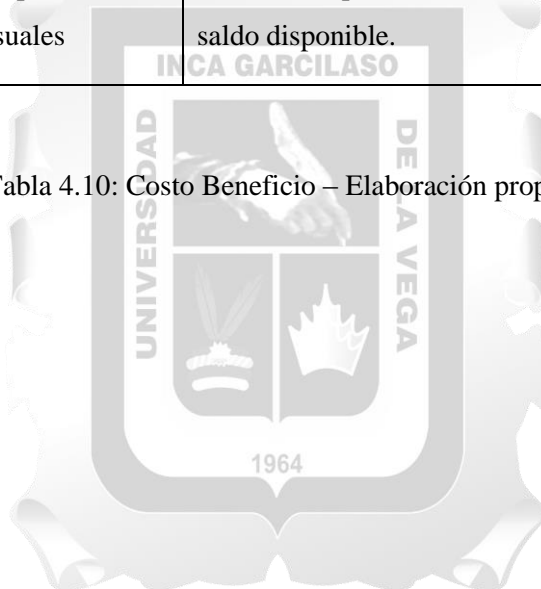 suales
saldo disponible.
INCA GARCILASO
UNIVERSIDAD
DE LA VEGA
Tabla 4.10: Costo Beneficio – Elaboración prop
1964